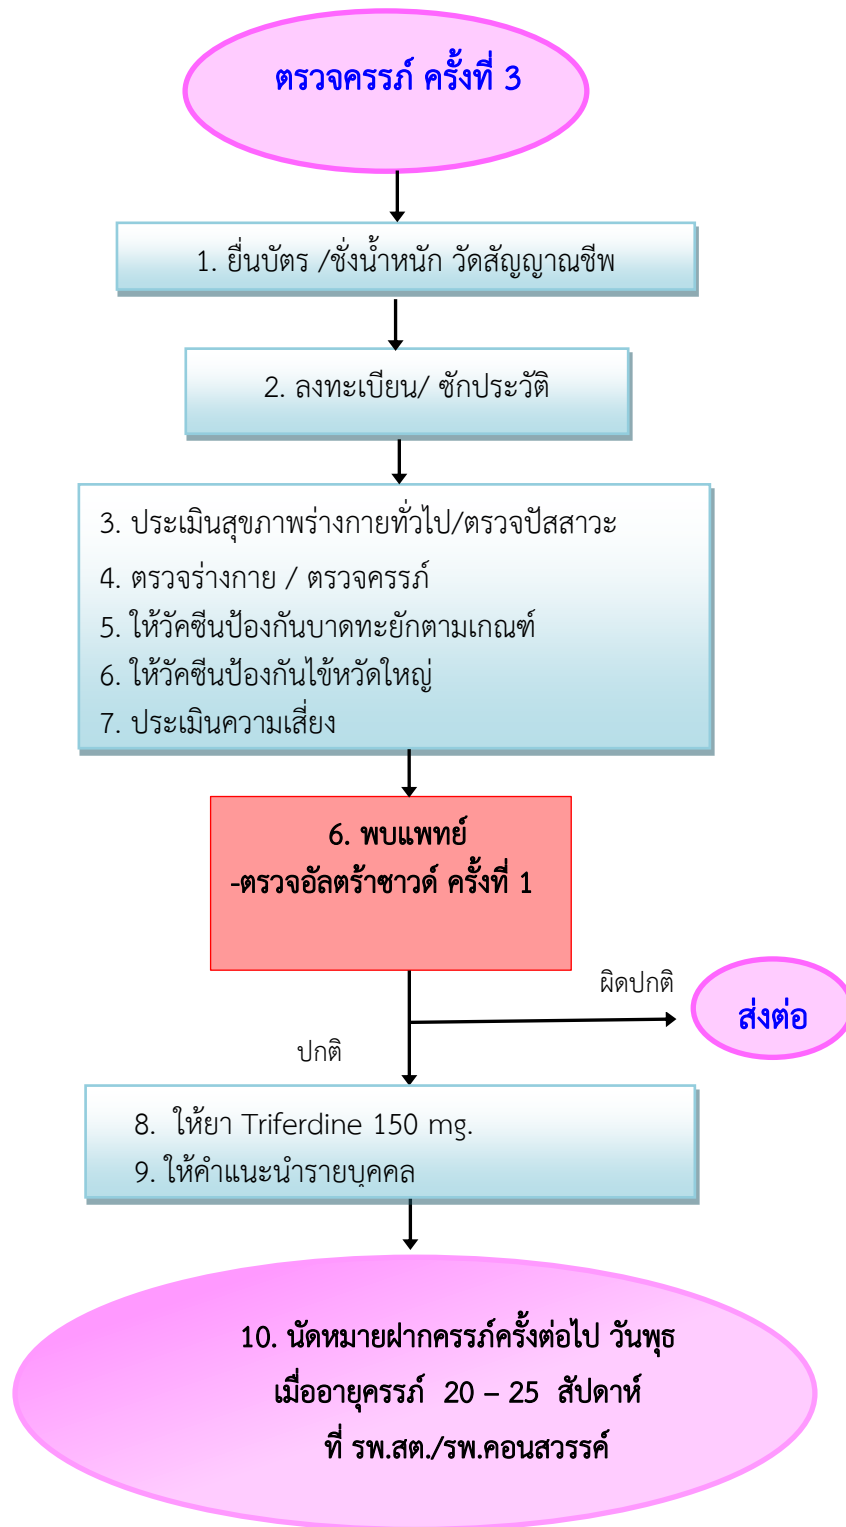 ตรวจครรภ์ ครั้งที่ 3
1. ยื่นบัตร /ชั่งน้ำหนัก วัดสัญญาณชีพ
2. ลงทะเบียน/ ซักประวัติ
3. ประเมินสุขภาพร่างกายทั่วไป/ตรวจปัสสาวะ
4. ตรวจร่างกาย / ตรวจครรภ์
5. ให้วัคซีนป้องกันบาดทะยักตามเกณฑ์
6. ให้วัคซีนป้องกันไข้หวัดใหญ่
7. ประเมินความเสี่ยง
6. พบแพทย์
-ตรวจอัลตร้าซาวด์ ครั้งที่ 1
ผิดปกติ
ส่งต่อ
ปกติ
8. ให้ยา Triferdine 150 mg.
9. ให้คำแนะนำรายบุคคล
10. นัดหมายฝากครรภ์ครั้งต่อไป วันพุธ
เมื่ออายุครรภ์ 20 – 25 สัปดาห์
ที่ รพ.สต./รพ.คอนสวรรค์